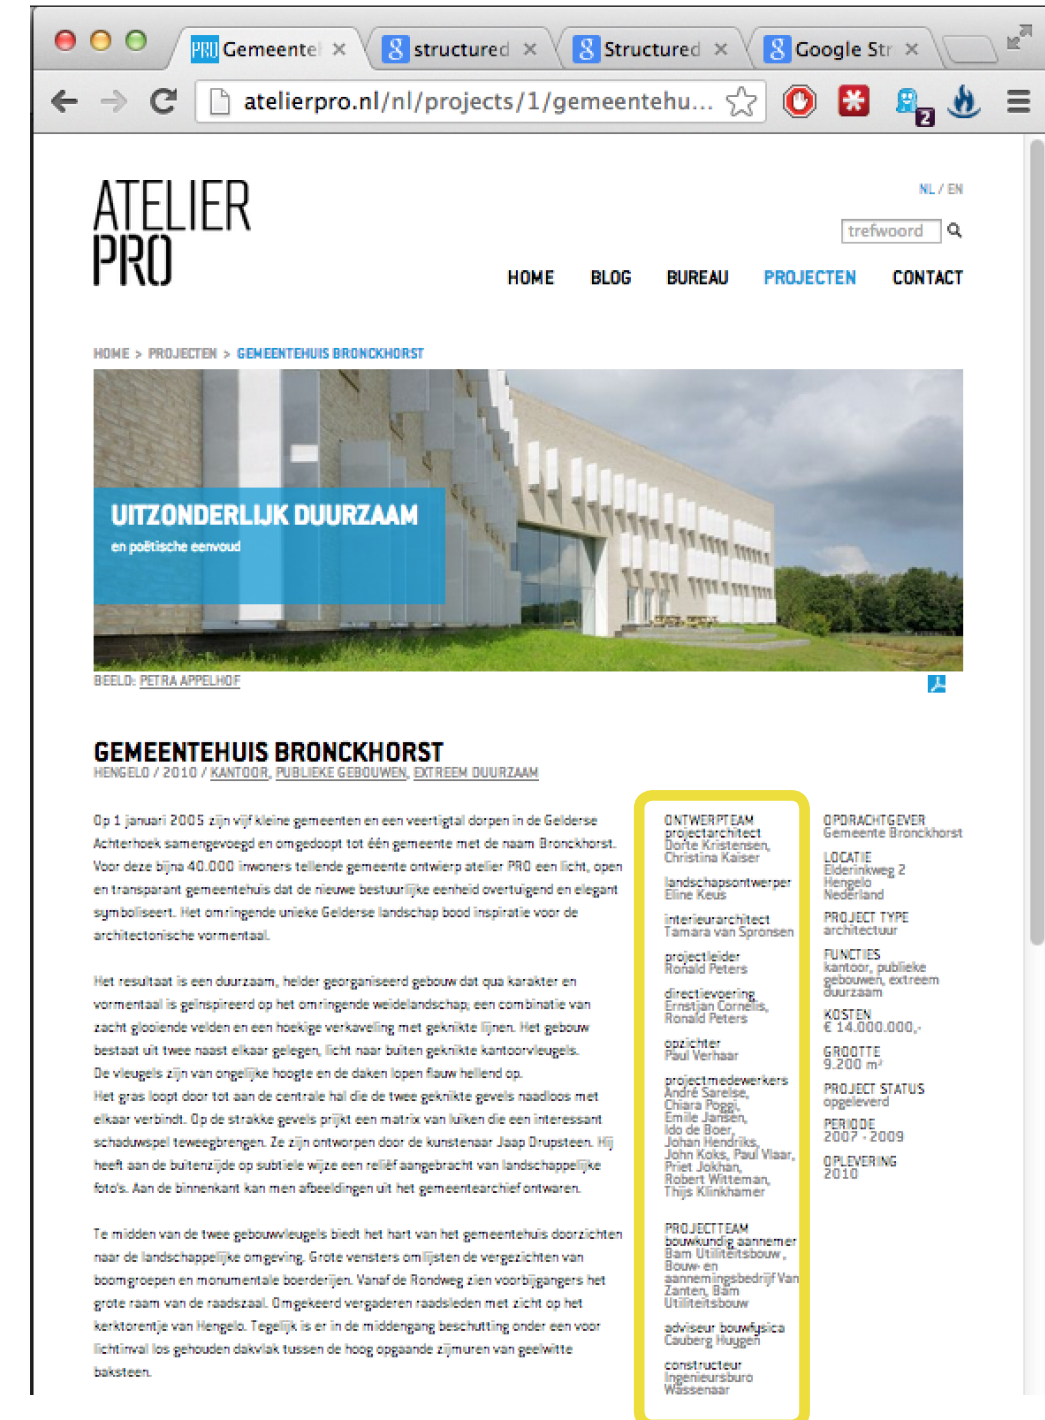 PRO Gemeente
structured
Structured
Google Str
atelierpro.nl/nl/projects/1/gemeentehu...
2
ATELIER
PRO
NL / EN
trefwoord
HOME BLOG BUREAU PROJECTEN CONTACT
HOME > PROJECTEN > GEMEENTEHUIS BRONCKHORST
UITZONDERLIJK DUURZAAM
en poëtische eenvoud
BEELD: PETRA APPELHOF
GEMEENTEHUIS BRONCKHORST
HENGELO / 2010 / KANTOOR, PUBLIEKE GEBOUWEN, EXTREEM DUURZAAM
Op 1 januari 2005 zijn vijf kleine gemeenten en een veertigtal dorpen in de Gelderse
Achterhoek samengevoegd en omgedoopt tot één gemeente met de naam Bronckhorst.
Voor deze bijna 40.000 inwoners tellende gemeente ontwierp atelier PRO een licht, open
en transparant gemeentehuis dat de nieuwe bestuurlijke eenheid overtuigend en elegant
symboliseert. Het omringende unieke Gelderse landschap bood inspiratie voor de
architectonische vormentaal.
Het resultaat is een duurzaam, helder georganiseerd gebouw dat qua karakter en
vormentaal is geïnspireerd op het omringende weidelandschap; een combinatie van
zacht glooiende velden en een hoekige verkaveling met geknikte lijnen. Het gebouw
bestaat uit twee naast elkaar gelegen, licht naar buiten geknikte kantoorvleugels.
De vleugels zijn van ongelijke hoogte en de daken lopen flauw hellend op.
Het gras loopt door tot aan de centrale hal die de twee geknikte gevels naadloos met
elkaar verbindt. Op de strakke gevels prijkt een matrix van luiken die een interessant
schaduwspel teweegbrengen. Ze zijn ontworpen door de kunstenaar Jaap Drupsteen. Hij
heeft aan de buitenzijde op subtiele wijze een reliëf aangebracht van landschappelijke
foto's. Aan de binnenkant kan men afbeeldingen uit het gemeentearchief ontwaren.
Te midden van de twee gebouwvleugels biedt het hart van het gemeentehuis doorzichten
naar de landschappelijke omgeving. Grote vensters omlijsten de vergezichten van
boomgroepen en monumentale boerderijen. Vanaf de Rondweg zien voorbijgangers het
grote raam van de raadszaal. Omgekeerd vergaderen raadsleden met zicht op het
kerktorentje van Hengelo. Tegelijk is er in de middengang beschutting onder een voor
lichtinval los gehouden dakvlak tussen de hoog opgaande zijmuren van geelwitte
baksteen.
ONTWERPTEAM
projectarchitect
Dorte Kristensen,
Christina Kaiser
landschapsontwerper
Eline Keus
interieurarchitect
Tamara van Spronsen
projectleider
Ronald Peters
directievoering
Ernstjan Cornelis,
Ronald Peters
opzichter
Paul Verhaar
projectmedewerkers
André Sarelse,
Chiara Poggi,
Emile Jansen,
Ido de Boer,
Johan Hendriks,
John Koks, Paul Vlaar,
Priet Jokhan,
Robert Witteman,
Thijs Klinkhamer
PROJECTTEAM
bouwkundig aannemer
Bam Utiliteitsbouw ,
Bouw- en
aannemingsbedrijf Van
Zanten, Bam
Utiliteitsbouw
adviseur bouwfysica
Cauberg Huygen
constructeur
Ingenieursburo
Wassenaar
OPDRACHTGEVER
Gemeente Bronckhorst
LOCATIE
Elderinkweg 2
Hengelo
Nederland
PROJECT TYPE
architectuur
FUNCTIES
kantoor, publieke
gebouwen, extreem
duurzaam
KOSTEN
€ 14.000.000,-
GROOTTE
9.200 m²
PROJECT STATUS
opgeleverd
PERIODE
2007 - 2009
OPLEVERING
2010